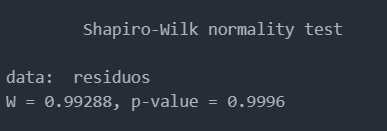 Shapiro-Wilk normality test
data:  residuos
W = 0.99288, p-value = 0.9996